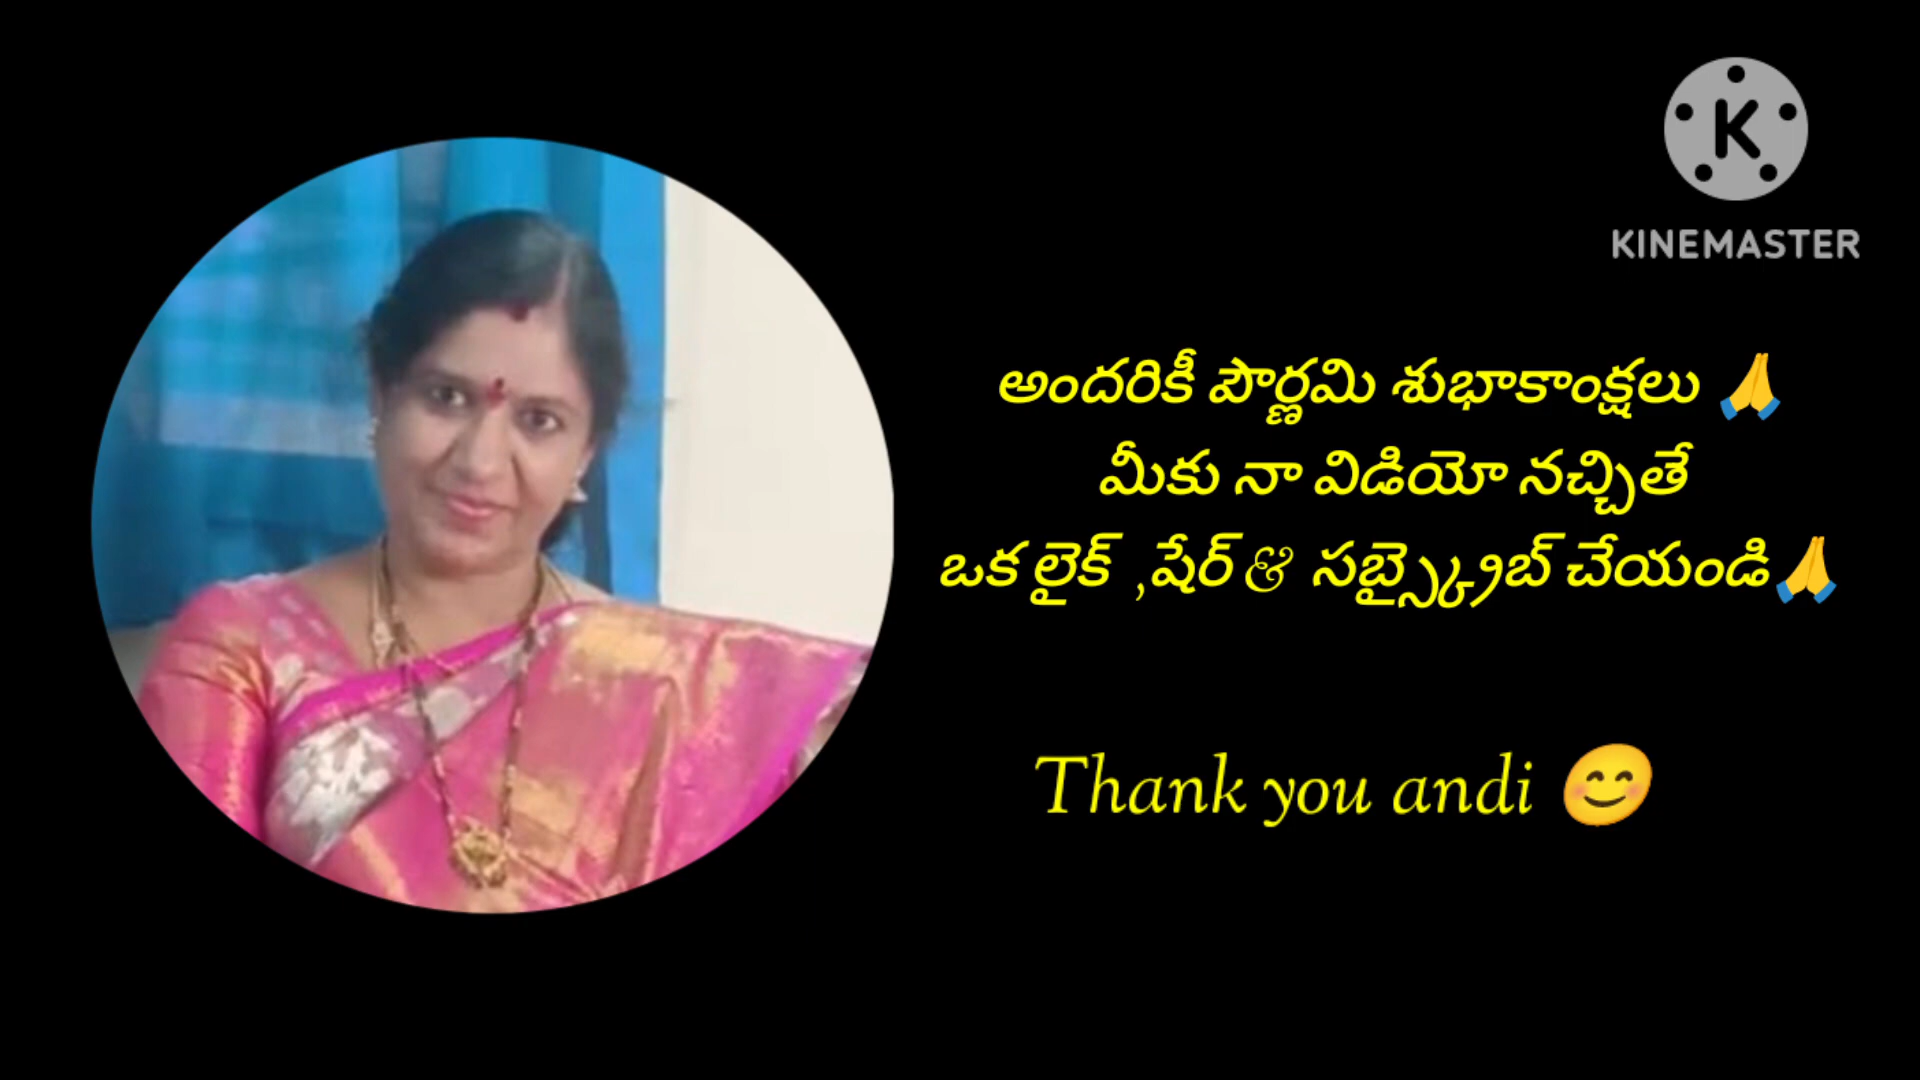 KINEMASTER
అందరికీ పౌర్ణమి శుభాకాంక్షలు 🙏
మీకు నా విడియో నచ్చితే
ఒక లైక్ ,షేర్ & సబ్స్క్రైబ్ చేయండి🙏
Thank you andi 😊